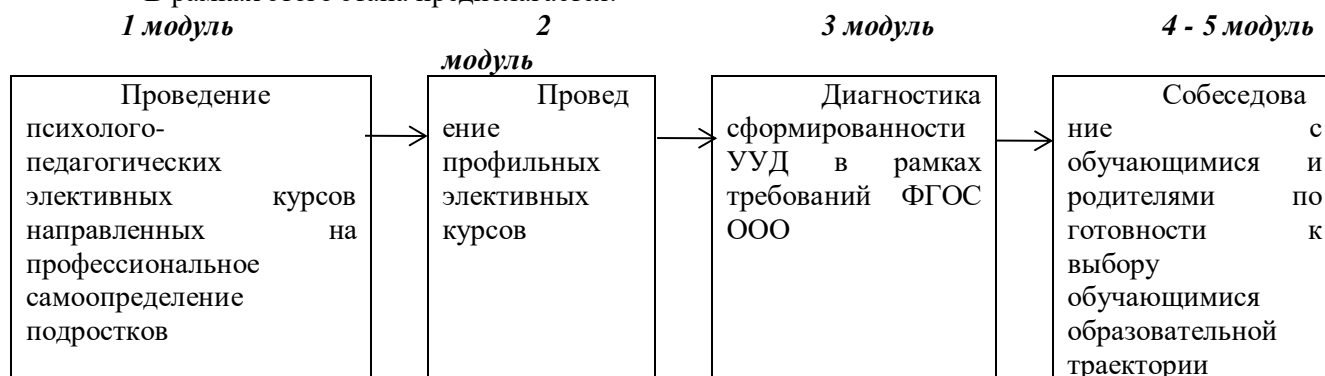 В рамках этого этапа предполагается:
1 модуль
2
модуль
3 модуль
4 - 5 модуль
Проведение
психолого-
педагогических
элективных курсов
направленных на
профессиональное
самоопределение
подростков
Провед
ение
профильных
элективных
курсов
Диагностика
сформированности
УУД в рамках
требований ФГОС
ООО
Собеседова
ние с
обучающимися и
родителями по
готовности к
выбору
обучающимися
образовательной
траектории